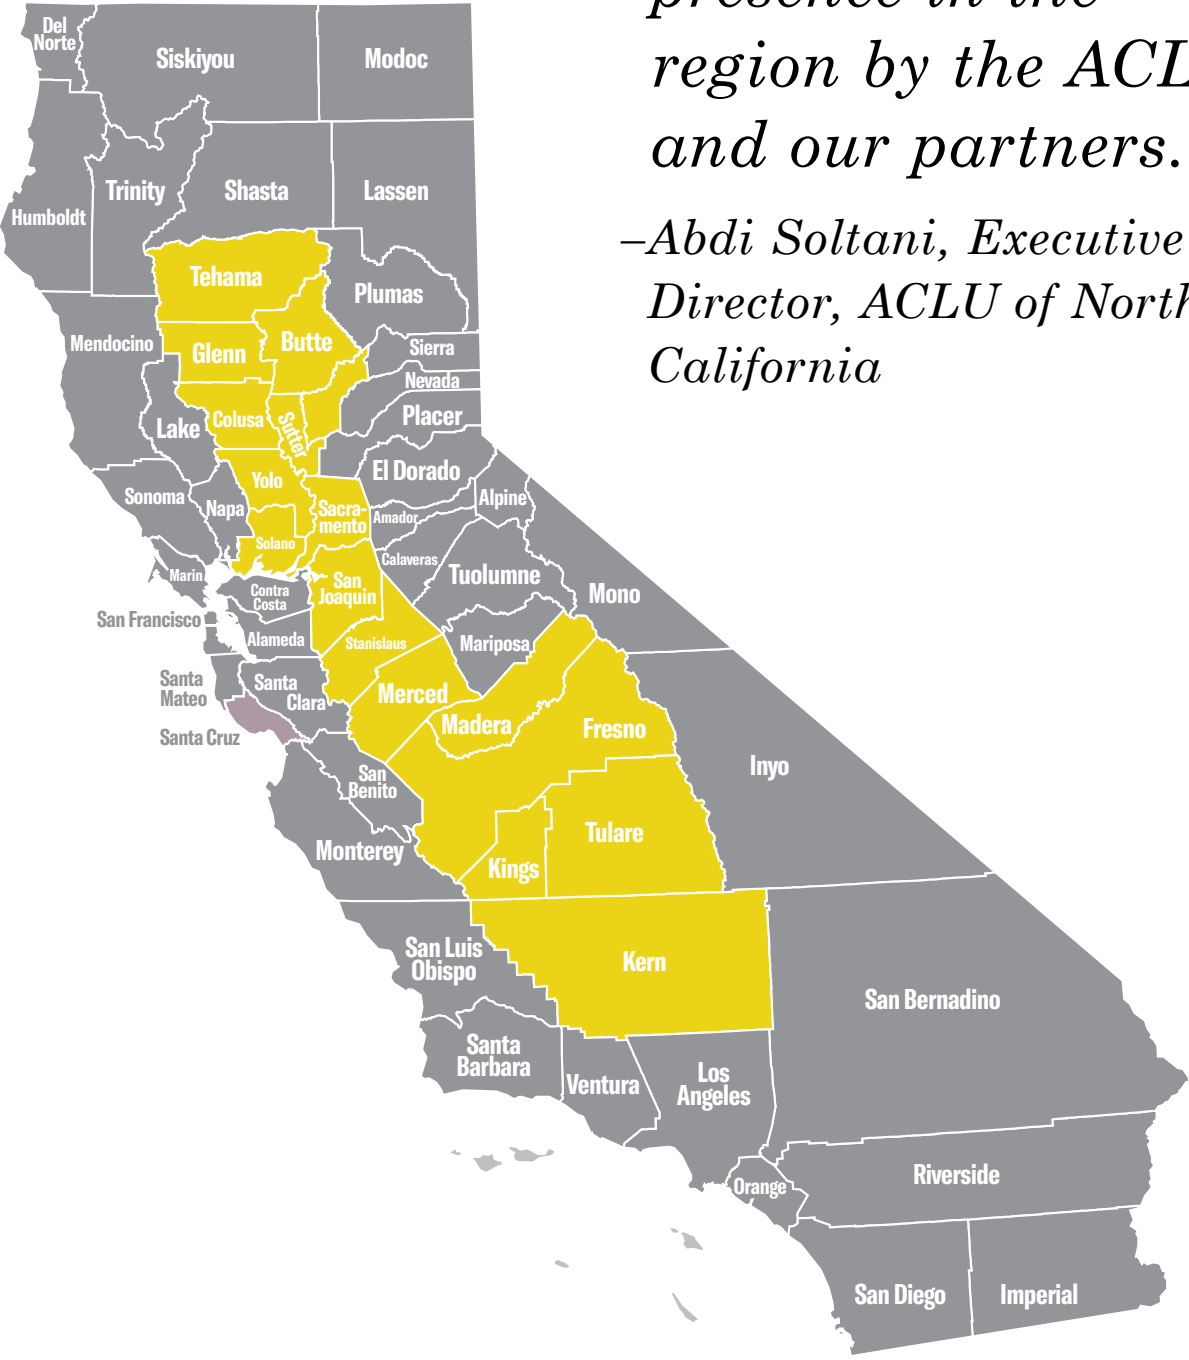 presence in the
region by the ACL
and our partners.
–Abdi Soltani, Executive
Director, ACLU of North
California
Del
Norte
Siskiyou
Modoc
Humboldt
Trinity
Shasta
Lassen
Tehama
Plumas
Mendocino
Glenn
Butte
Sierra
Nevada
Lake
Colusa
Sutter
Placer
El Dorado
Sonoma
Napa
Yolo
Sacra-
mento
Alpine
Amador
Solano
Marin
Contra
Costa
San
Joaquin
Calaveras
Tuolumne
Mono
San Francisco
Alameda
Stanislaus
Mariposa
Santa
Mateo
Santa
Clara
Merced
Madera
Fresno
Santa Cruz
San
Benito
Inyo
Monterey
Kings
Tulare
San Luis
Obispo
Kern
San Bernadino
Santa
Barbara
Ventura
Los
Angeles
Orange
Riverside
San Diego
Imperial